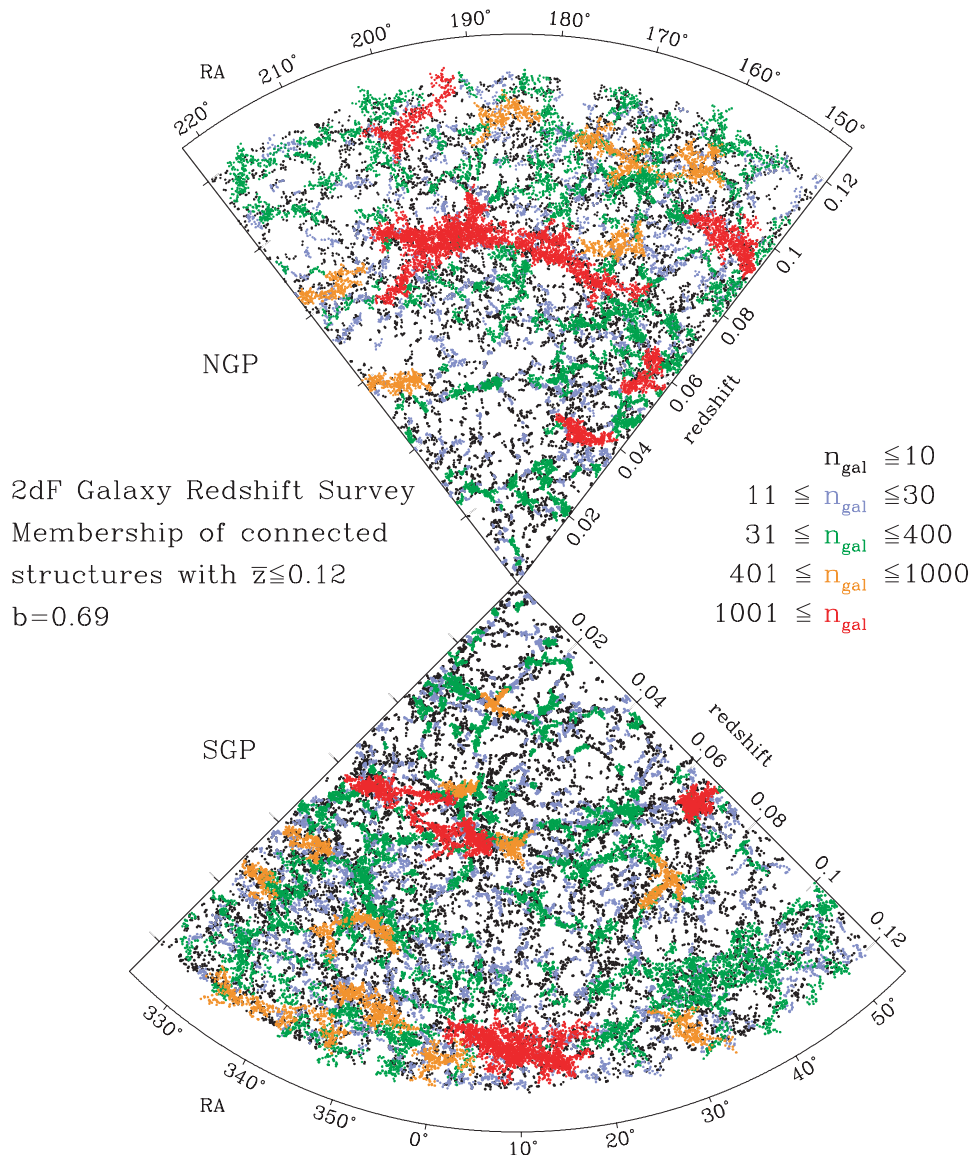 190°
180°
200°
170°
RA
210°
160°
220°
150°
0.12
0.1
0.08
NGP
0.06
redshift
0.04
n_gal ≦10
2dF Galaxy Redshift Survey
11 ≦ n_gal ≦30
0.02
Membership of connected
31 ≦ n_gal ≦400
structures with z̅≦0.12
401 ≦ n_gal ≦1000
b=0.69
1001 ≦ n_gal
0.02
0.04
redshift
SGP
0.06
0.08
0.1
0.12
330°
50°
340°
40°
RA
350°
30°
0°
20°
10°